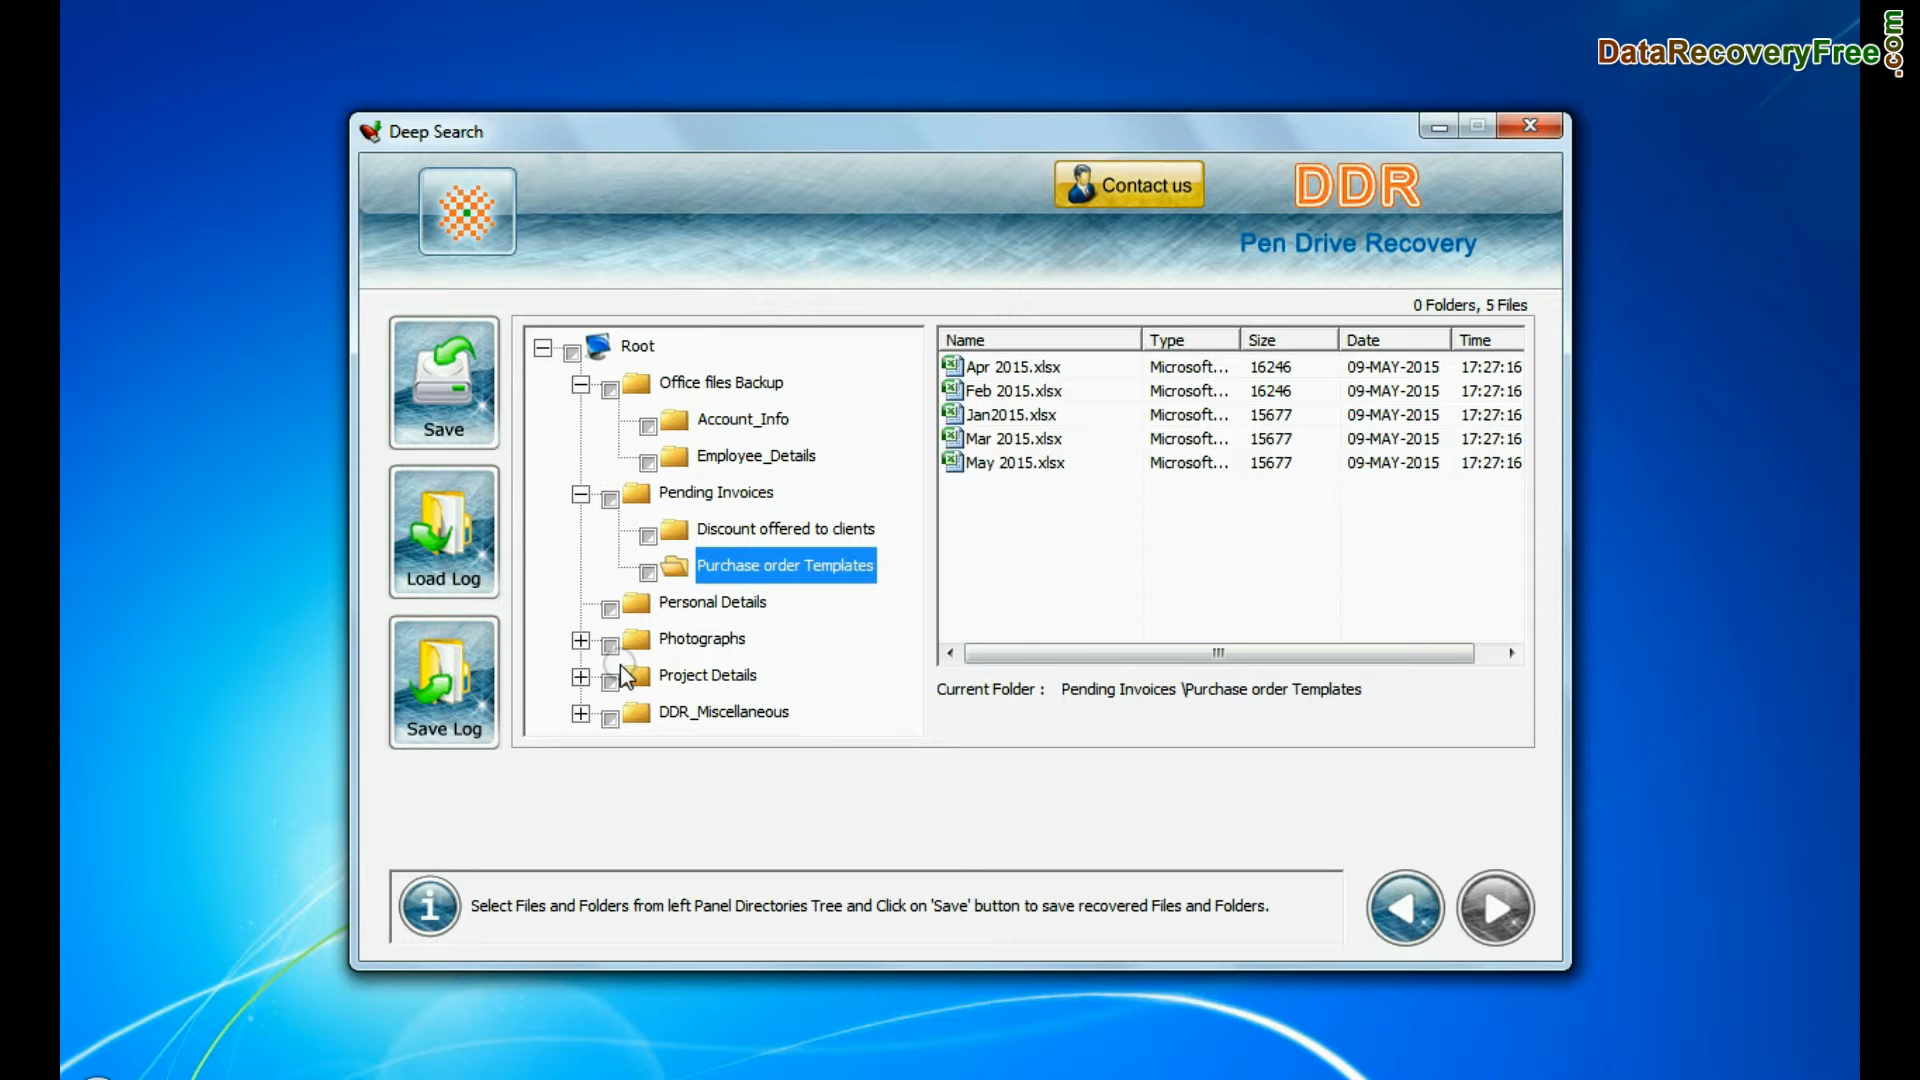 DataRecoveryFree.com
Deep Search
Contact us
DDR
Pen Drive Recovery
0 Folders, 5 Files
Save
Load Log
Save Log
Root
Office files Backup
Account_Info
Employee_Details
Pending Invoices
Discount offered to clients
Purchase order Templates
Personal Details
Photographs
Project Details
DDR_Miscellaneous
Name Type Size Date Time
Apr 2015.xlsx Microsoft... 16246 09-MAY-2015 17:27:16
Feb 2015.xlsx Microsoft... 16246 09-MAY-2015 17:27:16
Jan2015.xlsx Microsoft... 15677 09-MAY-2015 17:27:16
Mar 2015.xlsx Microsoft... 15677 09-MAY-2015 17:27:16
May 2015.xlsx Microsoft... 15677 09-MAY-2015 17:27:16
Current Folder : Pending Invoices \Purchase order Templates
Select Files and Folders from left Panel Directories Tree and Click on 'Save' button to save recovered Files and Folders.